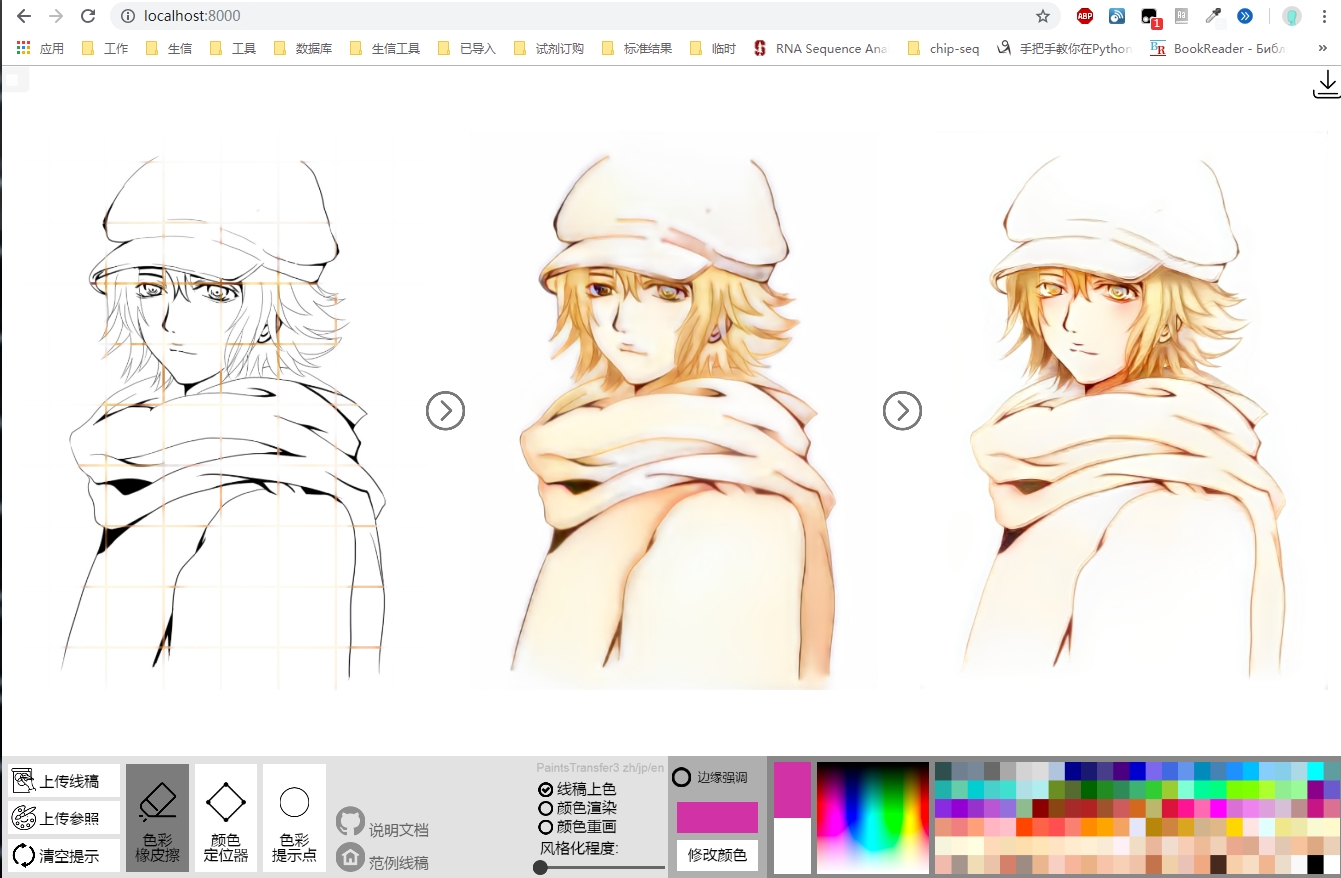 localhost:8000
ABP
1
应用 工作 生信 工具 数据库 生信工具 已导入 试剂订购 标准结果 临时 RNA Sequence Ana chip-seq 手把手教你在Python BR BookReader - Библ »
上传线稿
上传参照
清空提示
色彩
橡皮擦
颜色
定位器
色彩
提示点
说明文档
范例线稿
PaintsTransfer3 zh/jp/en
线稿上色
颜色渲染
颜色重画
风格化程度:
边缘强调
修改颜色